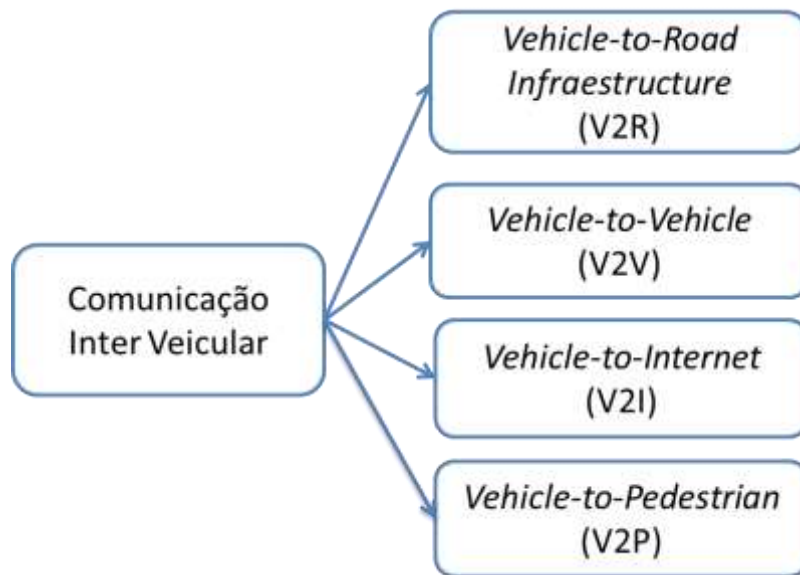 Vehicle-to-Road
Infraestructure
(V2R)
Vehicle-to-Vehicle
(V2V)
Comunicação
Inter Veicular
Vehicle-to-Internet
(V2I)
Vehicle-to-Pedestrian
(V2P)